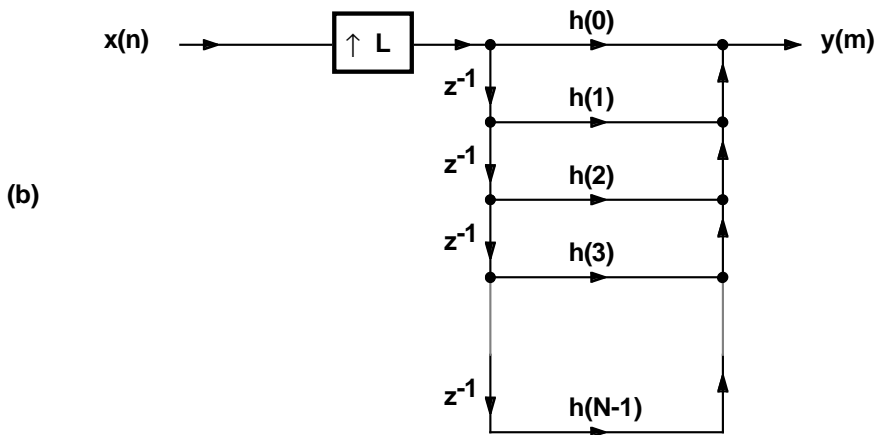 h(0)
x(n) ↑ L y(m)
z-1
h(1)
z-1
(b)
h(2)
z-1
h(3)
z-1
h(N-1)